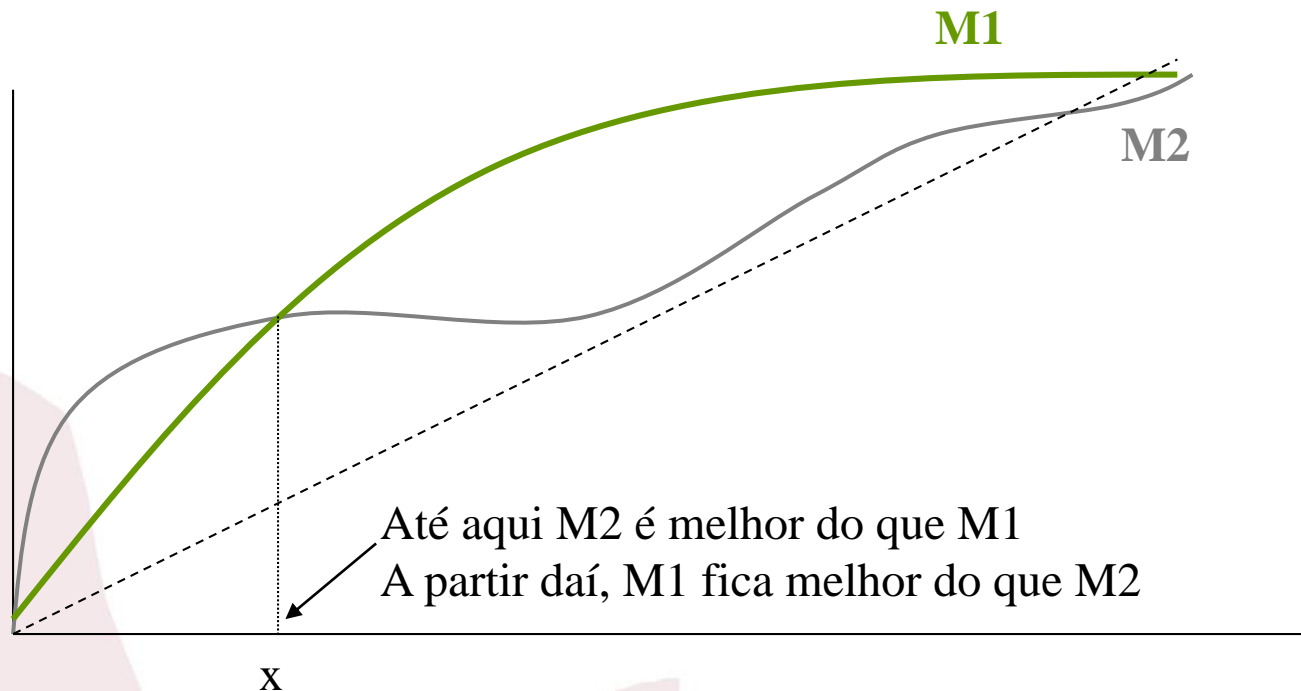 M1
M2
Até aqui M2 é melhor do que M1
A partir daí, M1 fica melhor do que M2
x